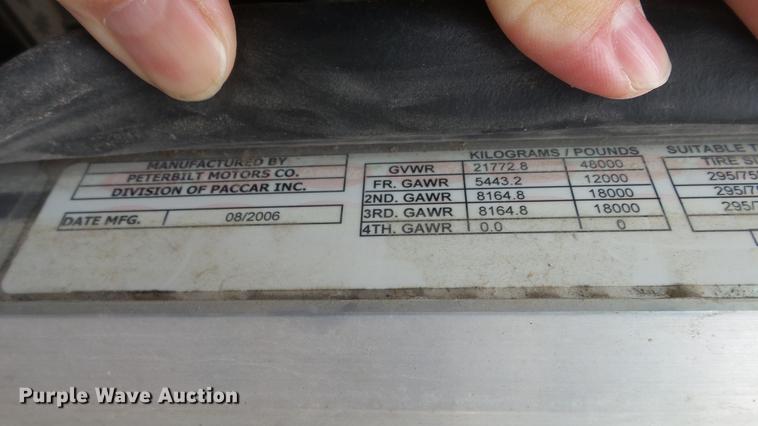 MANUFACTURED BY
PETERBILT MOTORS CO.
DIVISION OF PACCAR INC.
DATE MFG. 08/2006
KILOGRAMS / POUNDS
GVWR 21772.8 48000
FR. GAWR 5443.2 12000
2ND. GAWR 8164.8 18000
3RD. GAWR 8164.8 18000
4TH. GAWR 0.0 0
SUITABLE
TIRE
295/75
295/
295/
Purple Wave Auction